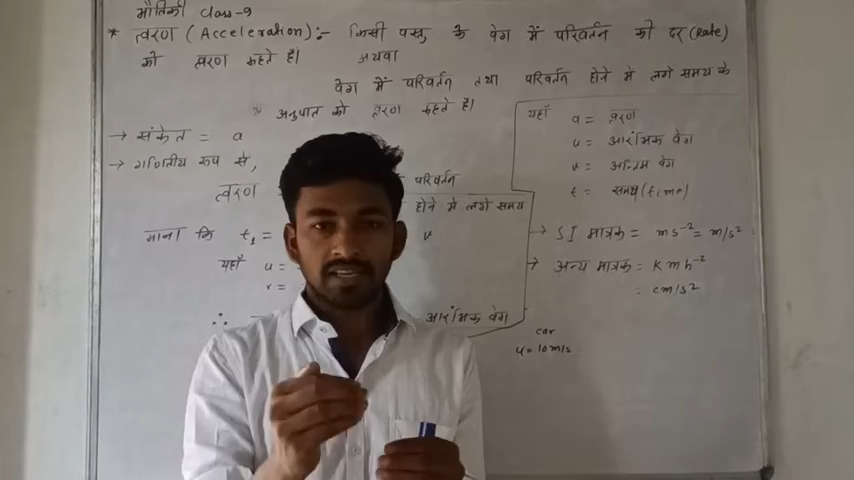 भौतिकी class-9
* त्वरण (Acceleration):- किसी वस्तु के वेग में परिवर्तन की दर (Rate)
को त्वरण कहते है। अथवा
वेग में परिवर्तन तथा परिवर्तन होने मे लगे समय के
अनुपात को त्वरण कहते है।
→ संकेत = a
→ गणितीय रूप से,
त्वरण परिवर्तन
होने मे लगे समय
माना कि t₁ = v
यहाँ u =
v =
∴ आरंभिक वेग
यहाँ a = त्वरण
u = आरंभिक वेग
v = अन्तिम वेग
t = समय (time)
→ SI मात्रक = ms⁻² = m/s²
→ अन्य मात्रक = Kmh⁻²
= cm/s²
car
u = 10m/s